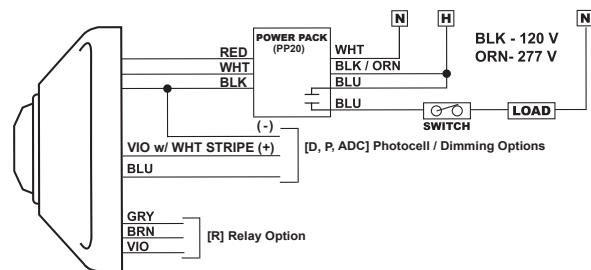 N
H
N
POWER PACK
(PP20)
BLK - 120 V
ORN- 277 V
RED
WHT
WHT
BLK / ORN
BLK
BLU
BLU
SWITCH
LOAD
(-)
VIO w/ WHT STRIPE (+)
[D, P, ADC] Photocell / Dimming Options
BLU
GRY
BRN
[R] Relay Option
VIO